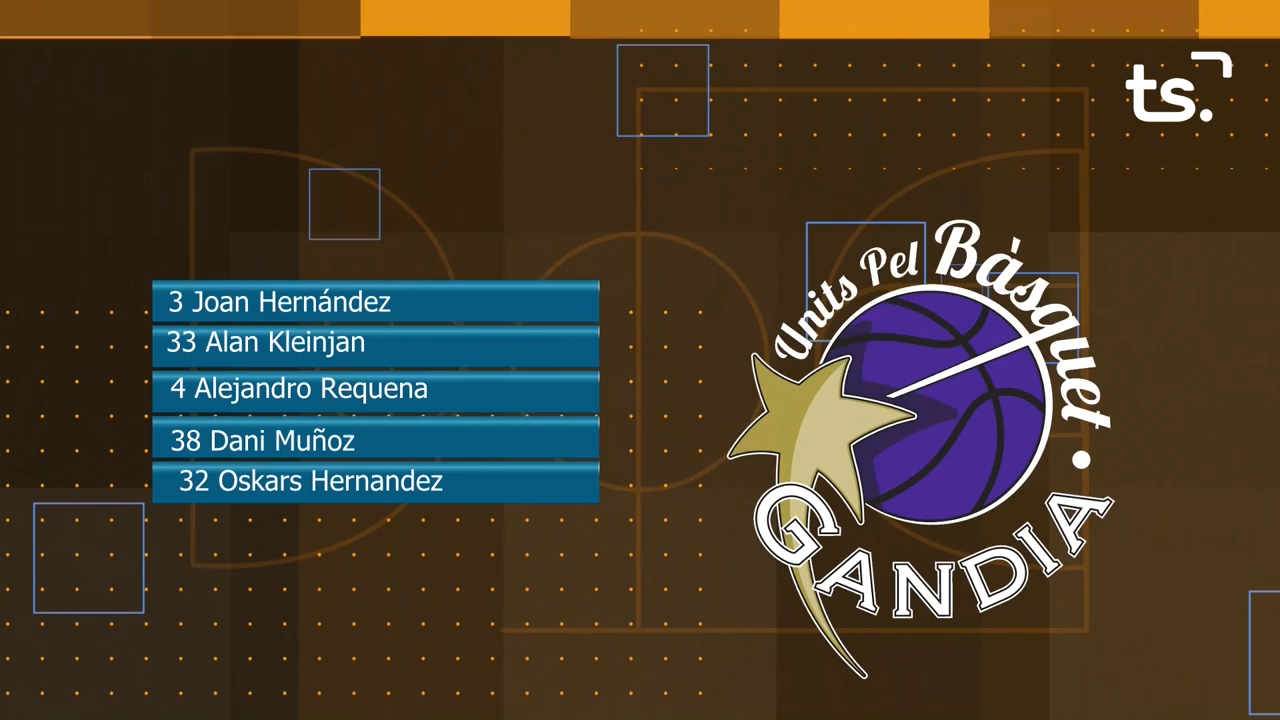 ts.
3 Joan Hernández
33 Alan Kleinjan
4 Alejandro Requena
38 Dani Muñoz
32 Oskars Hernandez
Units Pel Bàsquet
GANDIA